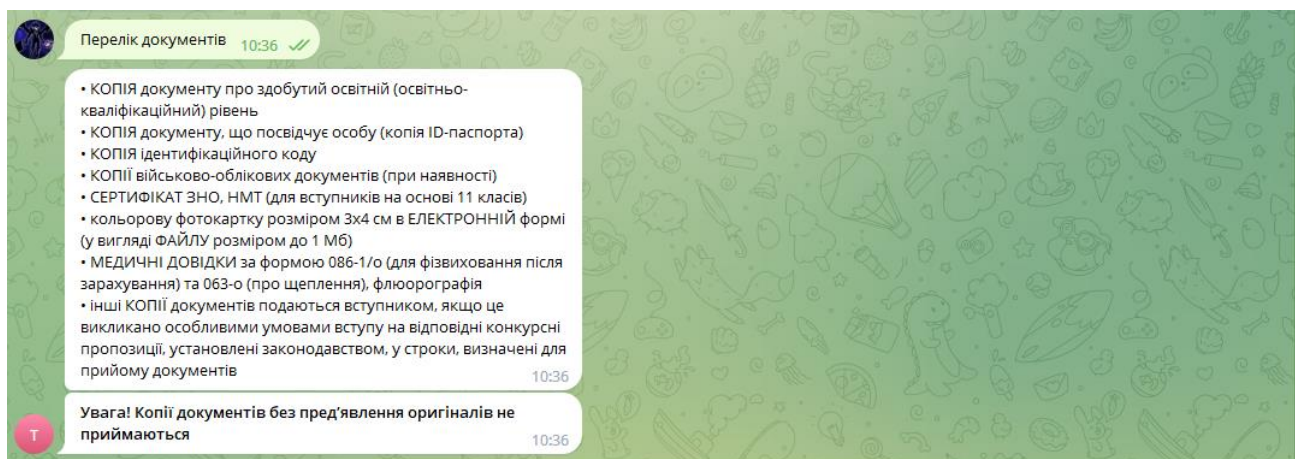 Перелік документів 10:36
• КОПІЯ документу про здобутий освітній (освітньо-
кваліфікаційний) рівень
• КОПІЯ документу, що посвідчує особу (копія ID-паспорта)
• КОПІЯ ідентифікаційного коду
• КОПІЇ військово-облікових документів (при наявності)
• СЕРТИФІКАТ ЗНО, НМТ (для вступників на основі 11 класів)
• кольорову фотокартку розміром 3х4 см в ЕЛЕКТРОННІЙ формі
(у вигляді ФАЙЛУ розміром до 1 Мб)
• МЕДИЧНІ ДОВІДКИ за формою 086-1/о (для фізвиховання після
зарахування) та 063-о (про щеплення), флюорографія
• інші КОПІЇ документів подаються вступником, якщо це
викликано особливими умовами вступу на відповідні конкурсні
пропозиції, установлені законодавством, у строки, визначені для
прийому документів
10:36
Увага! Копії документів без пред’явлення оригіналів не
приймаються
10:36
Т